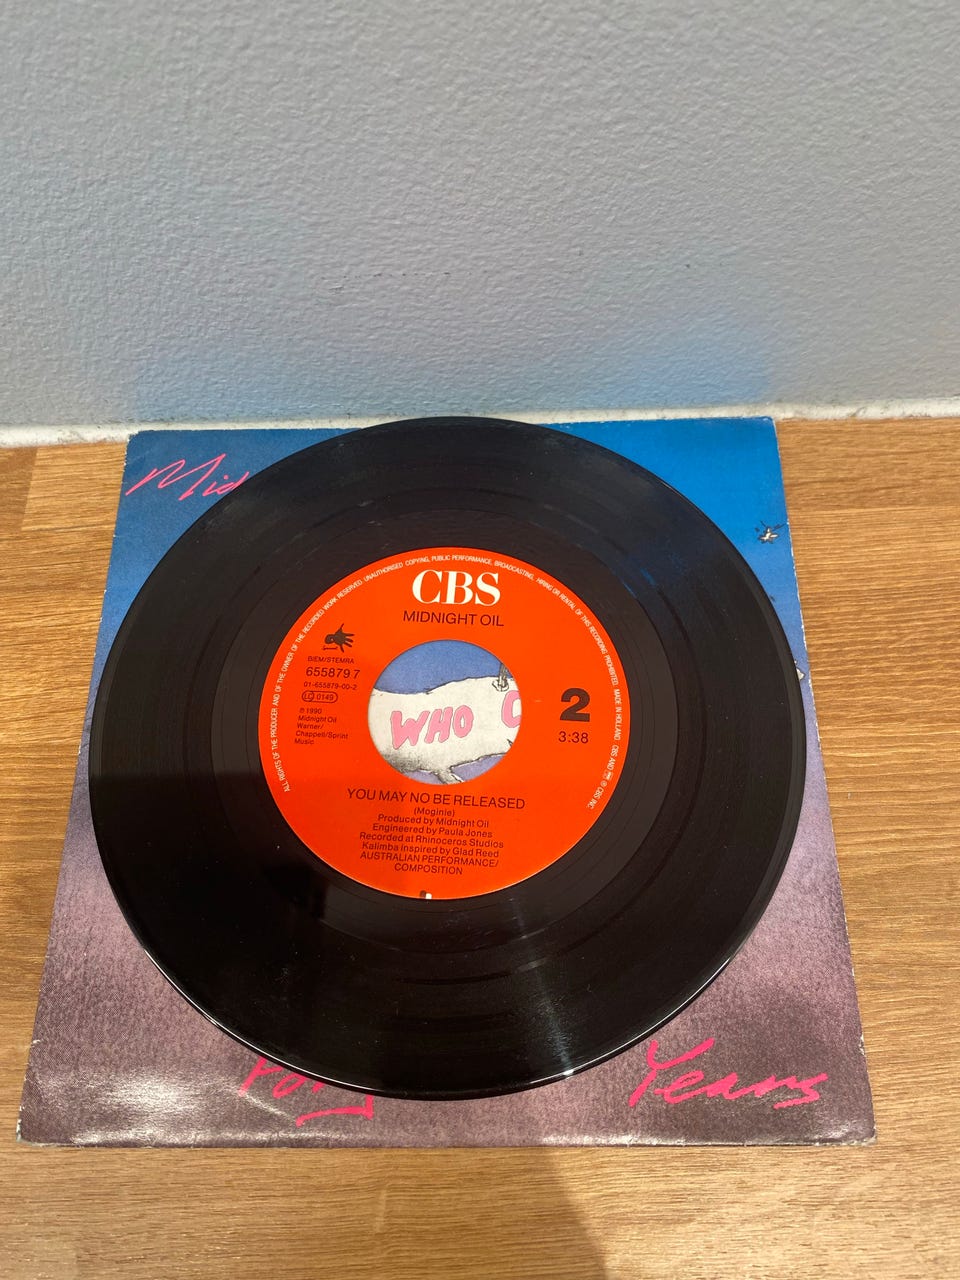 Mid
ALL RIGHTS OF THE PRODUCER AND OF THE OWNER OF THE RECORDED WORK RESERVED. UNAUTHORISED COPYING, PUBLIC PERFORMANCE, BROADCASTING, HIRING OR RENTAL OF THIS RECORDING PROHIBITED. MADE IN HOLLAND. CBS AND ℗ CBS INC
CBS
MIDNIGHT OIL
BIEM/STEMRA
655879 7
01-655879-00-2
LC 0149
℗ 1990
Midnight Oil
Warner/
Chappell/Sprint
Music
2
3:38
WHO C
YOU MAY NO BE RELEASED
(Moginie)
Produced by Midnight Oil
Engineered by Paula Jones
Recorded at Rhinoceros Studios
Kalimba inspired by Glad Reed
AUSTRALIAN PERFORMANCE/
COMPOSITION
Years